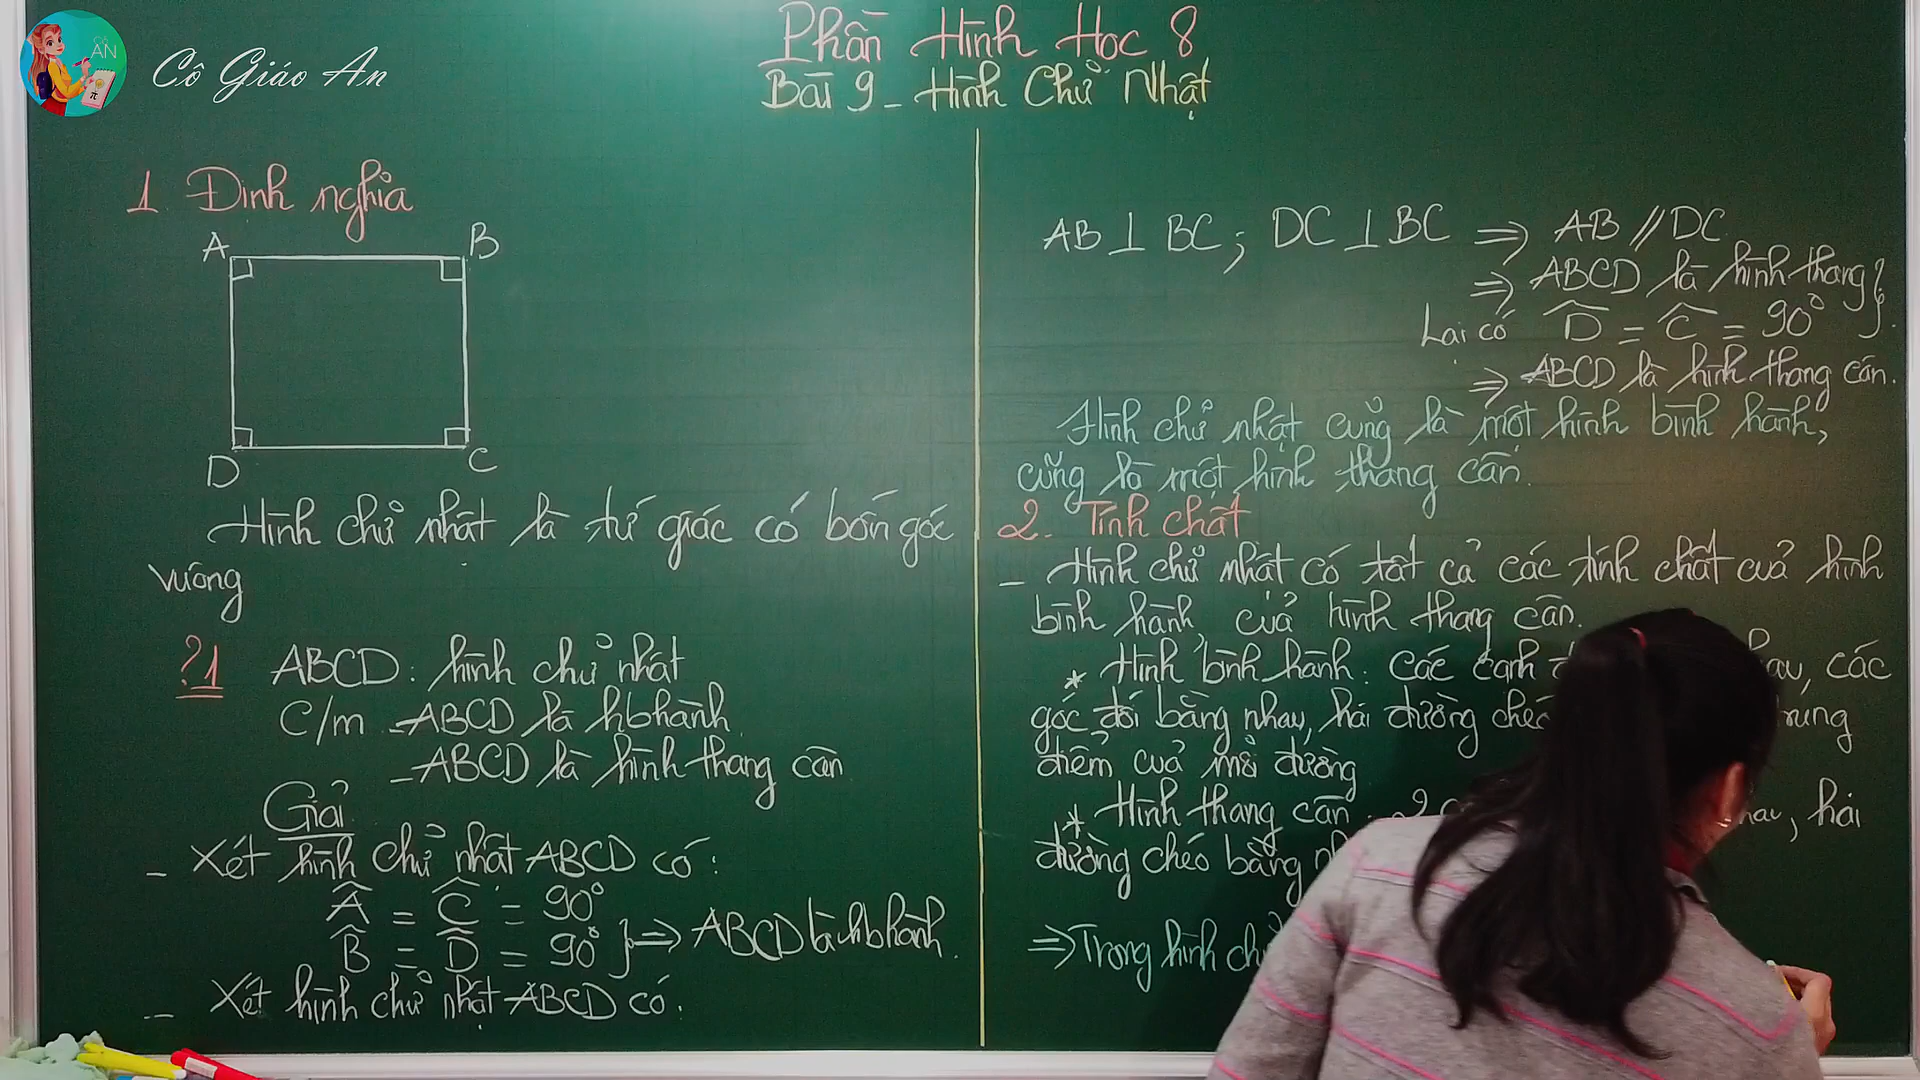 ÁN
Cô Giáo An
Phần Hình Học 8
Bài 9 - Hình Chữ Nhật
1. Định nghĩa
A B
D C
Hình chữ nhật là tứ giác có bốn góc
vuông
?1 ABCD: hình chữ nhật
C/m - ABCD là hbhành
- ABCD là hình thang cân
Giải
- Xét hình chữ nhật ABCD có:
Â = Ĉ = 90°
B̂ = D̂ = 90° } => ABCD là hbhành.
- Xét hình chữ nhật ABCD có:
AB ⊥ BC; DC ⊥ BC => AB // DC
=> ABCD là hình thang }
Lại có D̂ = Ĉ = 90°
=> ABCD là hình thang cân.
Hình chữ nhật cũng là một hình bình hành,
cũng là một hình thang cân.
2. Tính chất
- Hình chữ nhật có tất cả các tính chất của hình
bình hành, của hình thang cân.
* Hình bình hành: Các cạnh các
góc đối bằng nhau, hai đường
điểm của mỗi đường
* Hình thang cân: 2 hai
đường chéo bằng
=> Trong hình